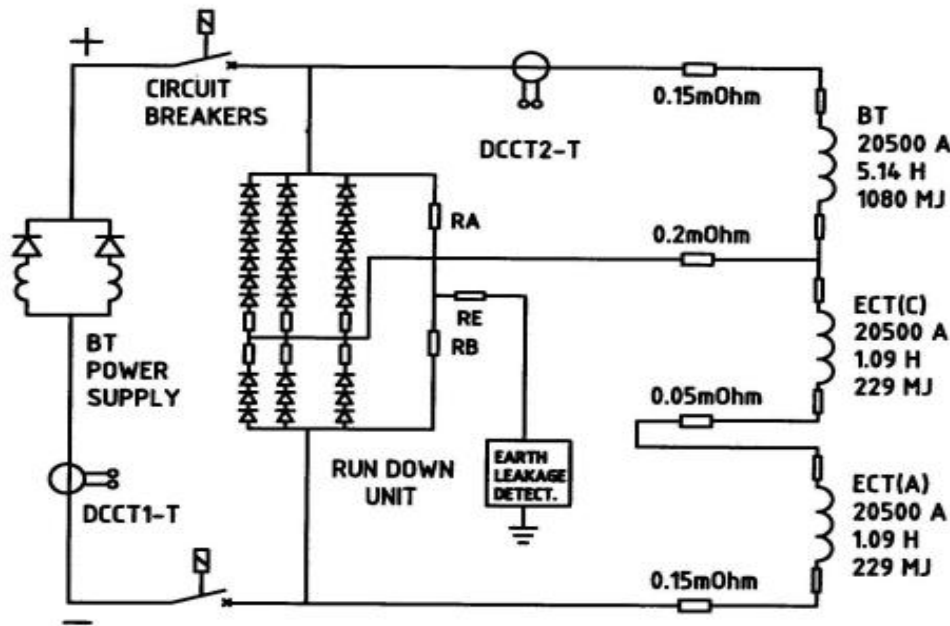 +
CIRCUIT
BREAKERS
DCCT2-T
0.15mOhm
BT
20500 A
5.14 H
1080 MJ
RA
0.2mOhm
RE
RB
BT
POWER
SUPPLY
ECT(C)
20500 A
1.09 H
229 MJ
0.05mOhm
EARTH
LEAKAGE
DETECT.
RUN DOWN
UNIT
DCCT1-T
ECT(A)
20500 A
1.09 H
229 MJ
0.15mOhm
-